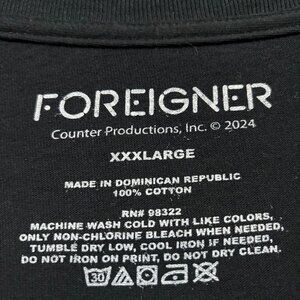 FOREIGNER
Counter Productions, Inc. © 2024
XXXLARGE
MADE IN DOMINICAN REPUBLIC
100% COTTON
RN# 98322
MACHINE WASH COLD WITH LIKE COLORS,
ONLY NON-CHLORINE BLEACH WHEN NEEDED,
TUMBLE DRY LOW, COOL IRON IF NEEDED,
DO NOT IRON ON PRINT, DO NOT DRY CLEAN
30